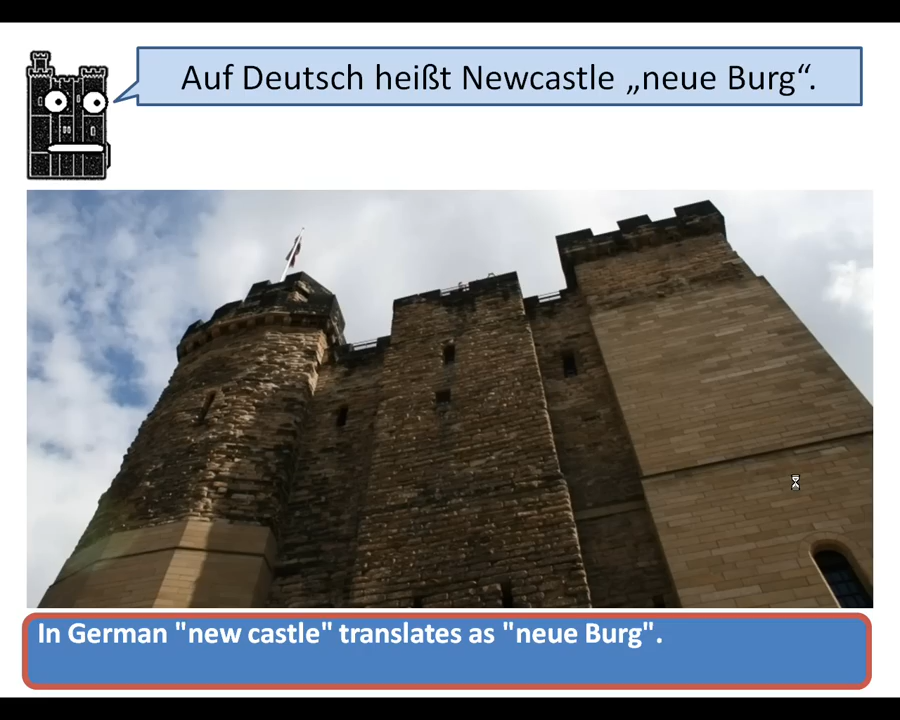 Auf Deutsch heißt Newcastle „neue Burg“.
In German "new castle" translates as "neue Burg".